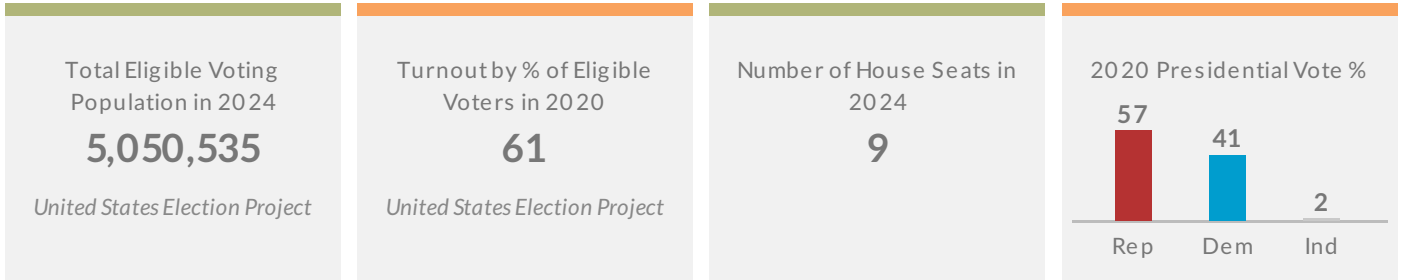 Total Eligible Voting
Population in 2024
5,050,535
United States Election Project
Turnout by % of Eligible
Voters in 2020
61
United States Election Project
Number of House Seats in
2024
9
2020 Presidential Vote %
57
41
2
Rep
Dem
Ind